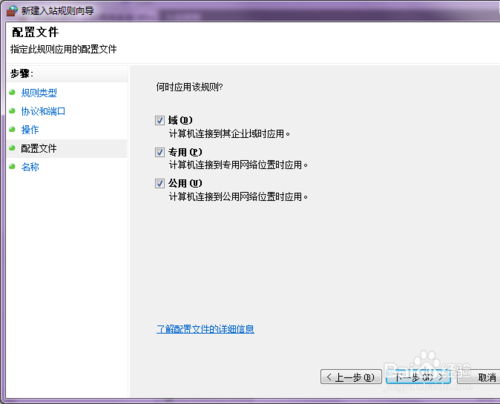 新建入站规则向导
配置文件
指定此规则应用的配置文件
步骤:
规则类型
协议和端口
操作
配置文件
名称
何时应用该规则?
域(D)
计算机连接到其企业域时应用。
专用(P)
计算机连接到专用网络位置时应用。
公用(U)
计算机连接到公用网络位置时应用。
了解配置文件的详细信息
<上一步(B)
下一步(N)>
取消
Bai 经验